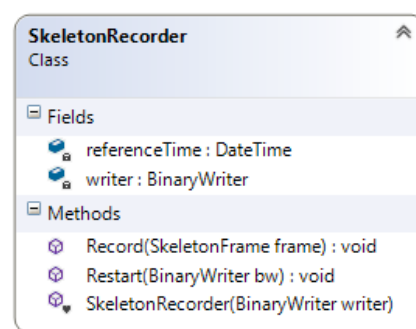 SkeletonRecorder
Class
Fields
referenceTime : DateTime
writer : BinaryWriter
Methods
Record(SkeletonFrame frame) : void
Restart(BinaryWriter bw) : void
SkeletonRecorder(BinaryWriter writer)